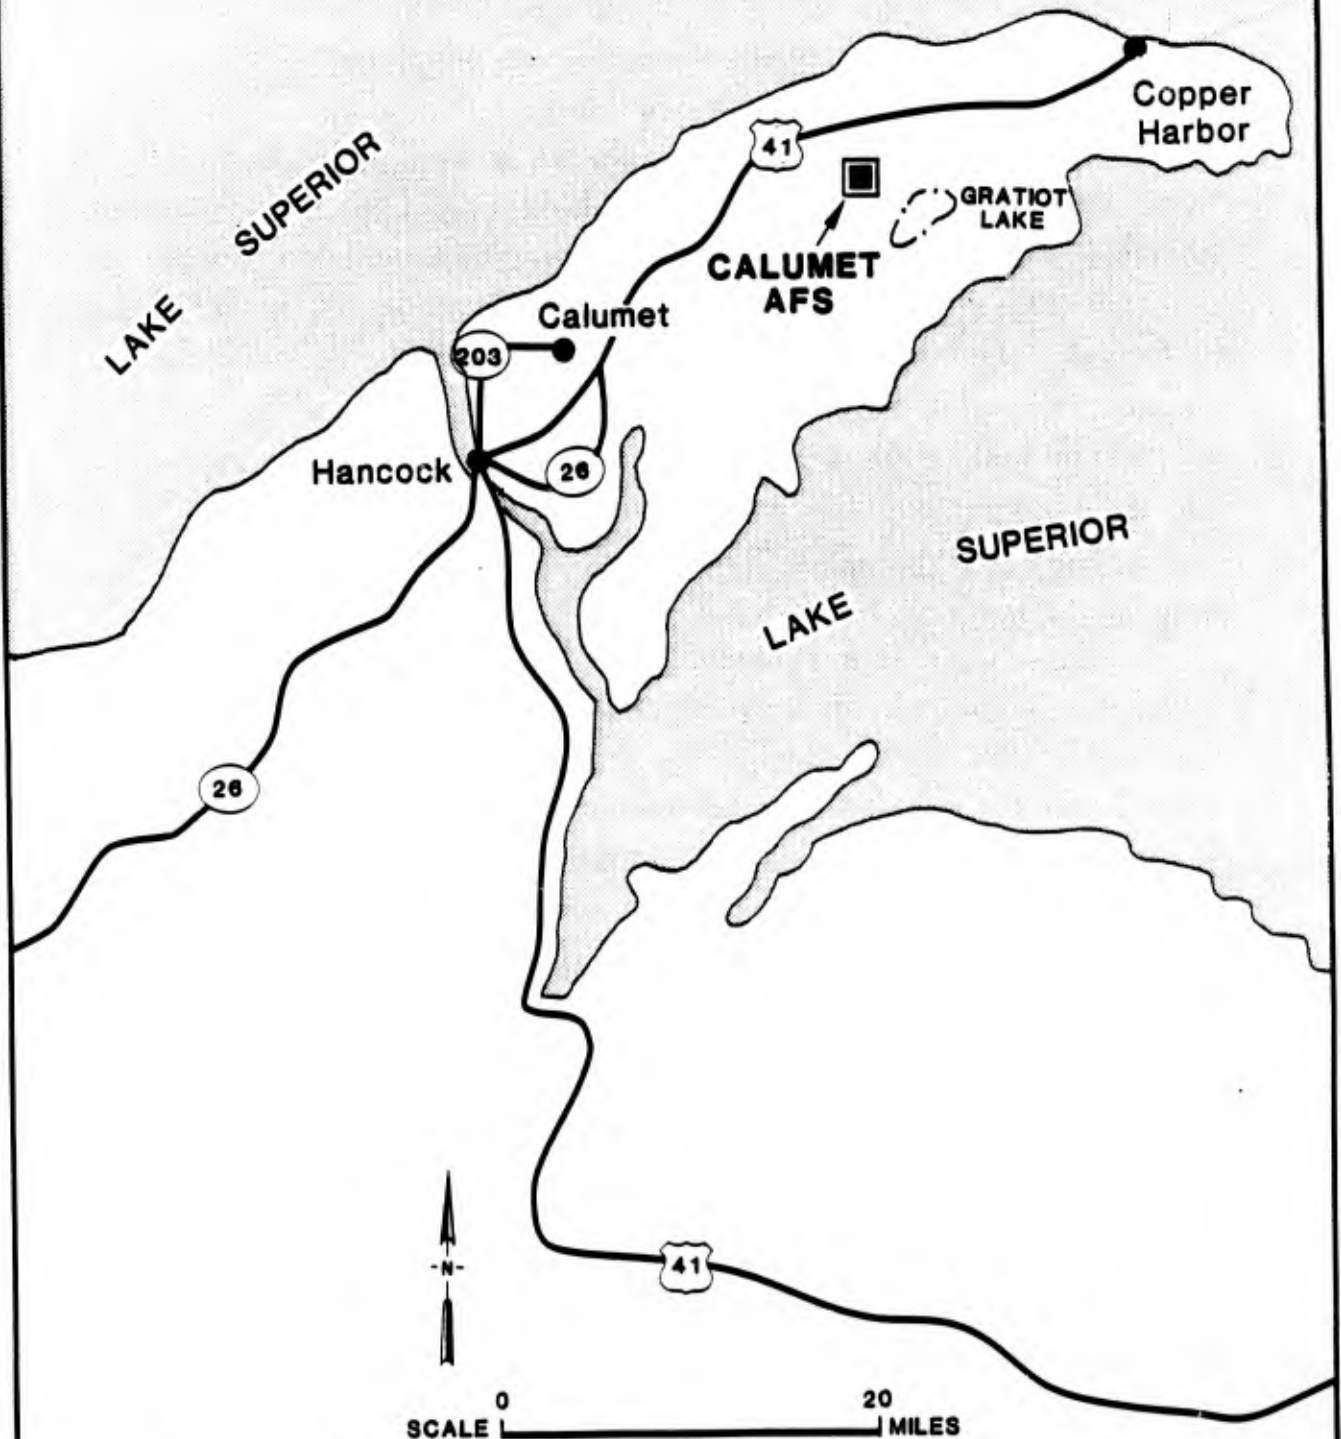 Copper
Harbor
41
SUPERIOR
GRATIOT
LAKE
CALUMET
AFS
LAKE
Calumet
203
Hancock
26
SUPERIOR
LAKE
26
-N-
41
0 20
SCALE MILES